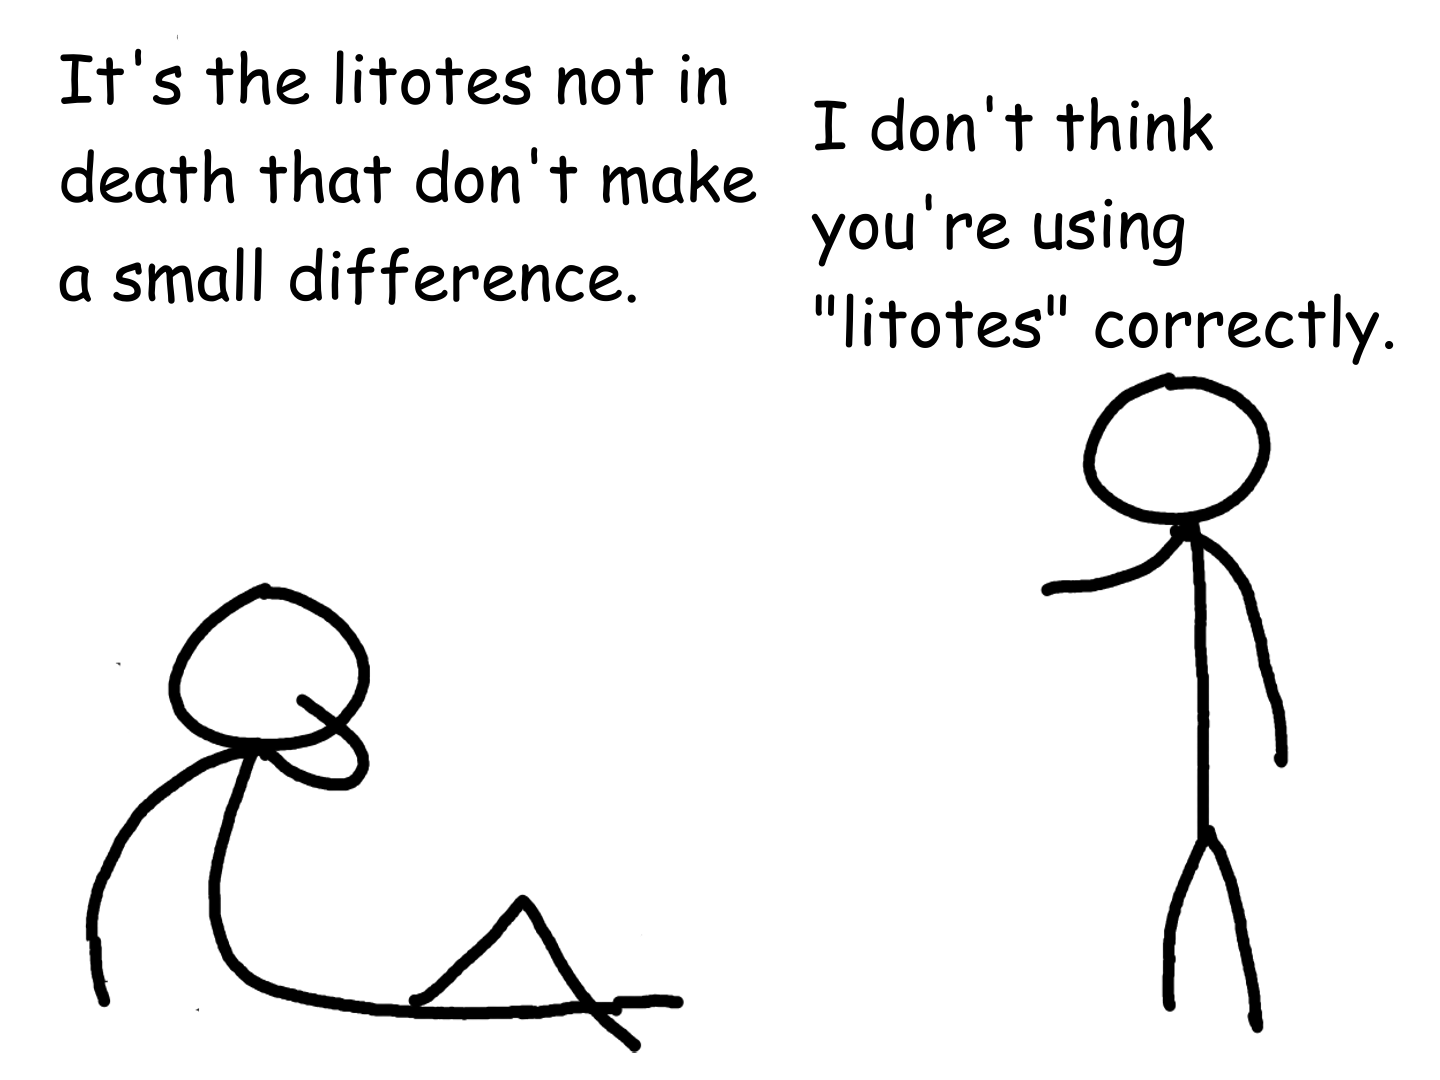 It's the litotes not in
death that don't make
a small difference.
I don't think
you're using
"litotes" correctly.